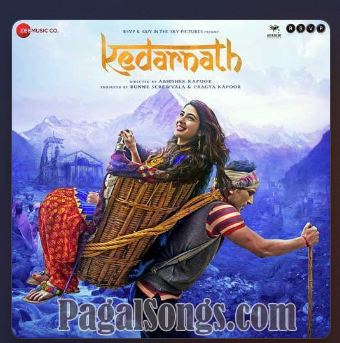 ZEE MUSIC CO.
RSVP & GUY IN THE SKY PICTURES PRESENT
RSVP
Kedarnath
DIRECTED BY ABHISHEK KAPOOR
PRODUCED BY RONNIE SCREWVALA & PRAGYA KAPOOR
PagalSongs.com